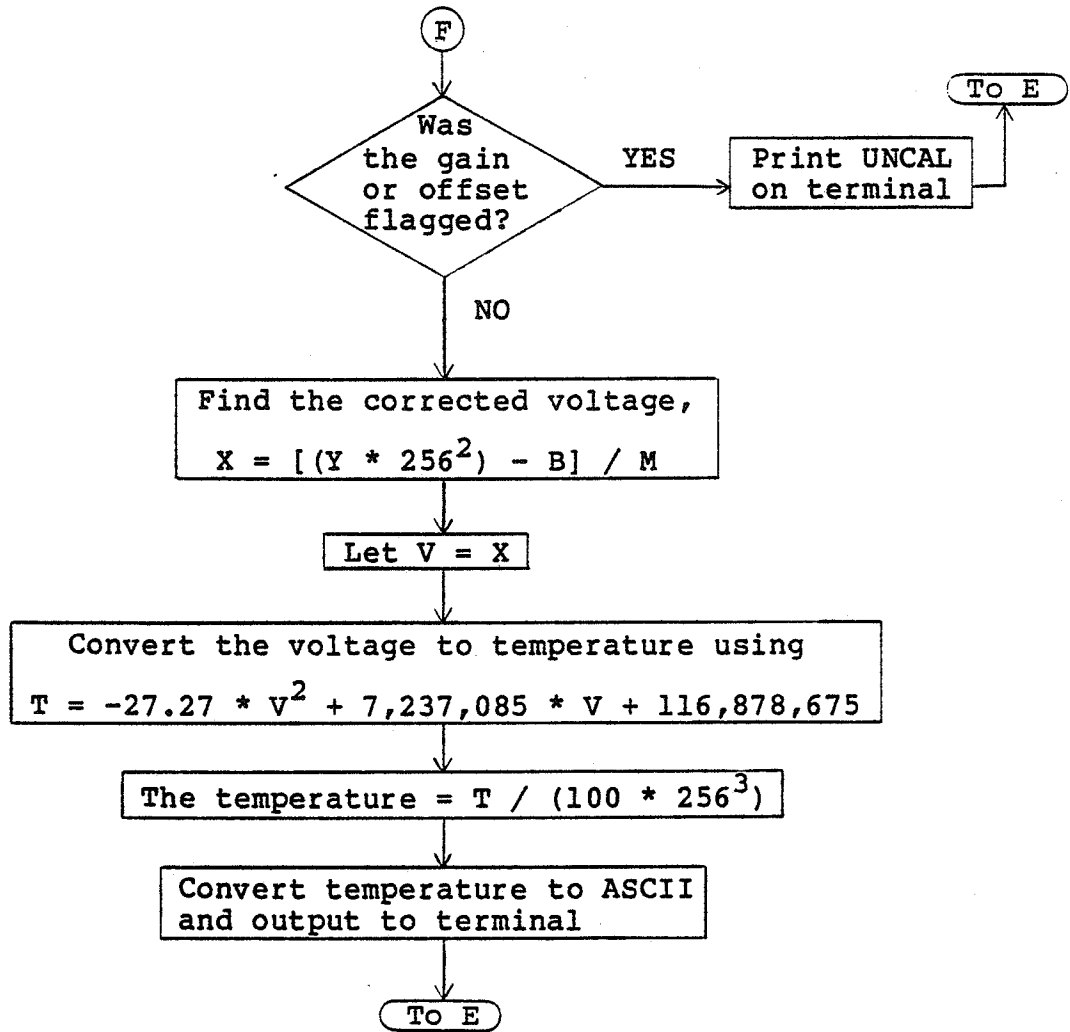 F
To E
Was
the gain
or offset
flagged?
YES
Print UNCAL
on terminal
NO
Find the corrected voltage,
X = [(Y * 256²) - B] / M
Let V = X
Convert the voltage to temperature using
T = -27.27 * V² + 7,237,085 * V + 116,878,675
The temperature = T / (100 * 256³)
Convert temperature to ASCII
and output to terminal
To E